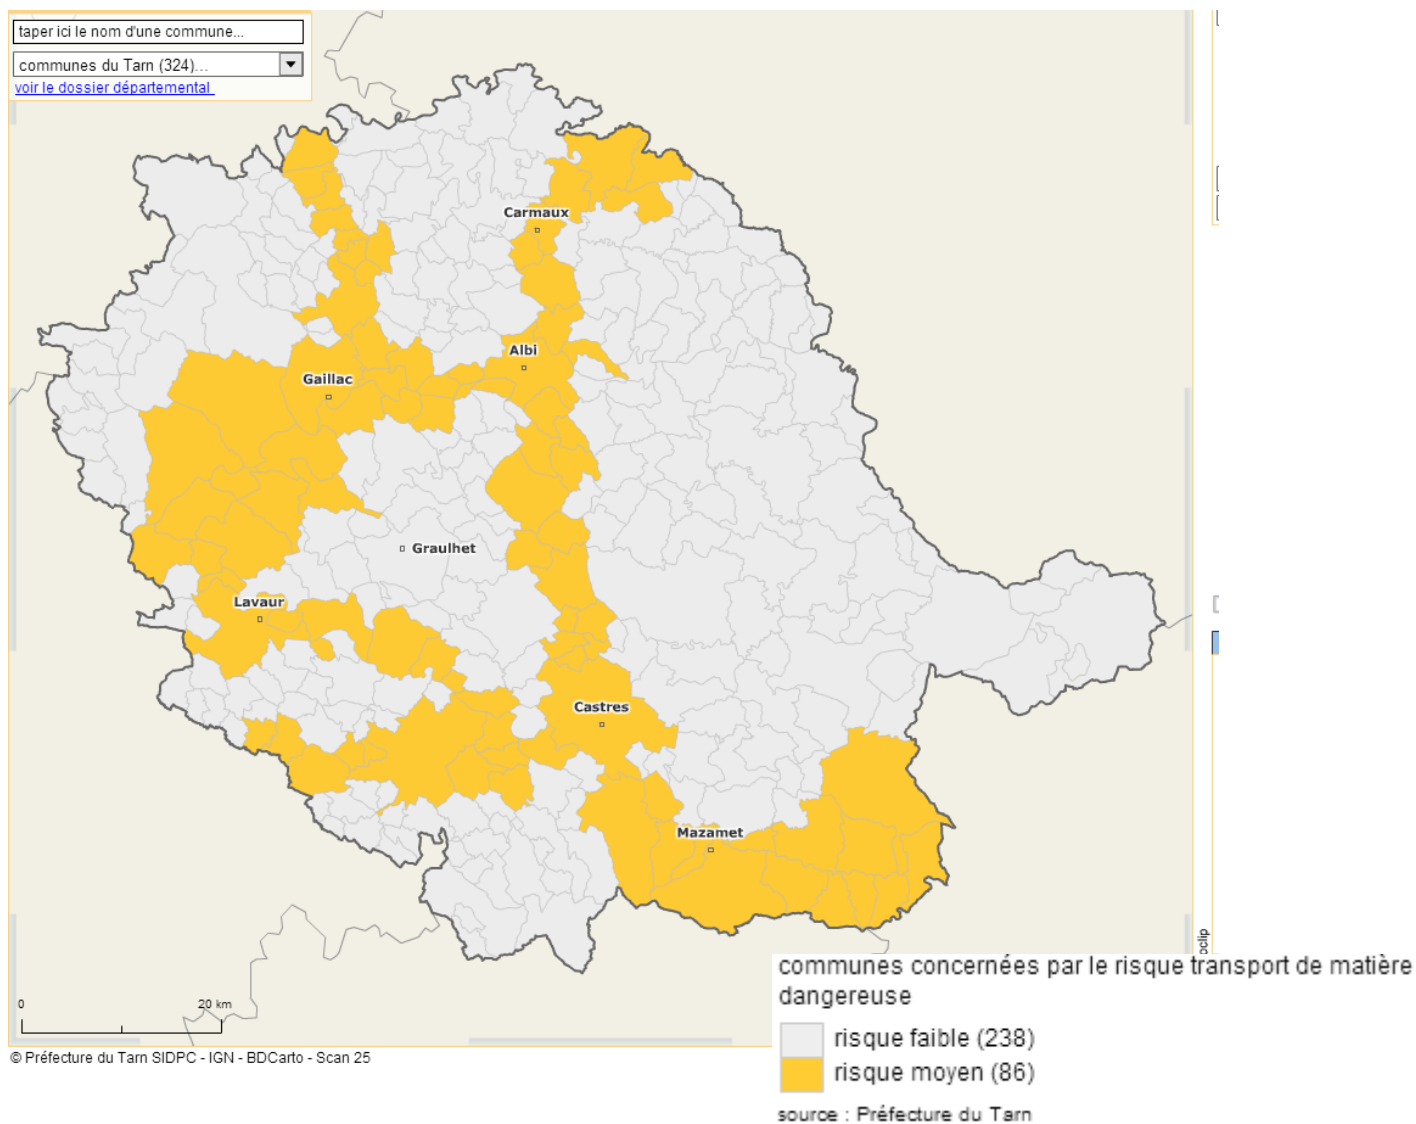 taper ici le nom d'une commune...
communes du Tarn (324)...
voir le dossier départemental
Carmaux
Albi
Gaillac
Graulhet
Lavaur
Castres
Mazamet
0 20 km
© Préfecture du Tarn SIDPC - IGN - BDCarto - Scan 25
communes concernées par le risque transport de matière
dangereuse
risque faible (238)
risque moyen (86)
source : Préfecture du Tarn